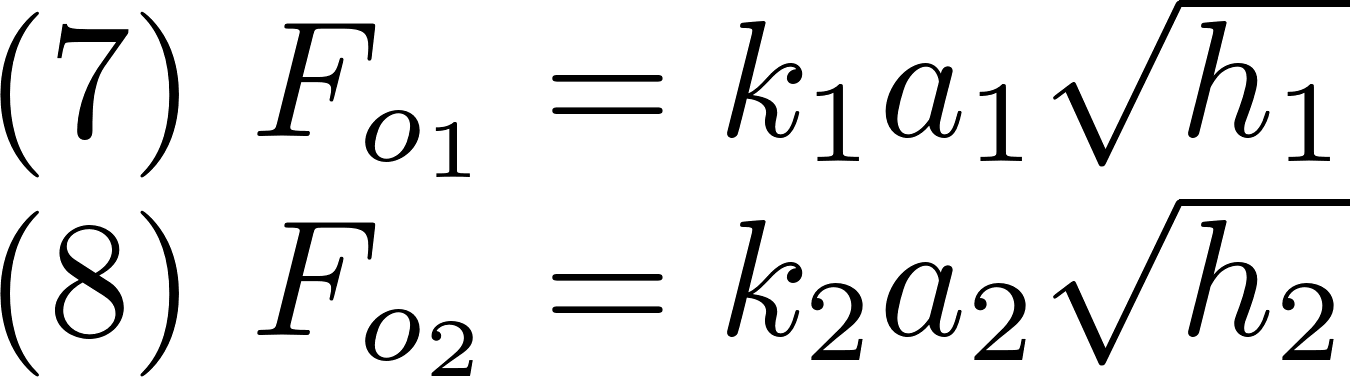 (7) F_{o_1} = k_1 a_1 \sqrt{h_1}
(8) F_{o_2} = k_2 a_2 \sqrt{h_2}